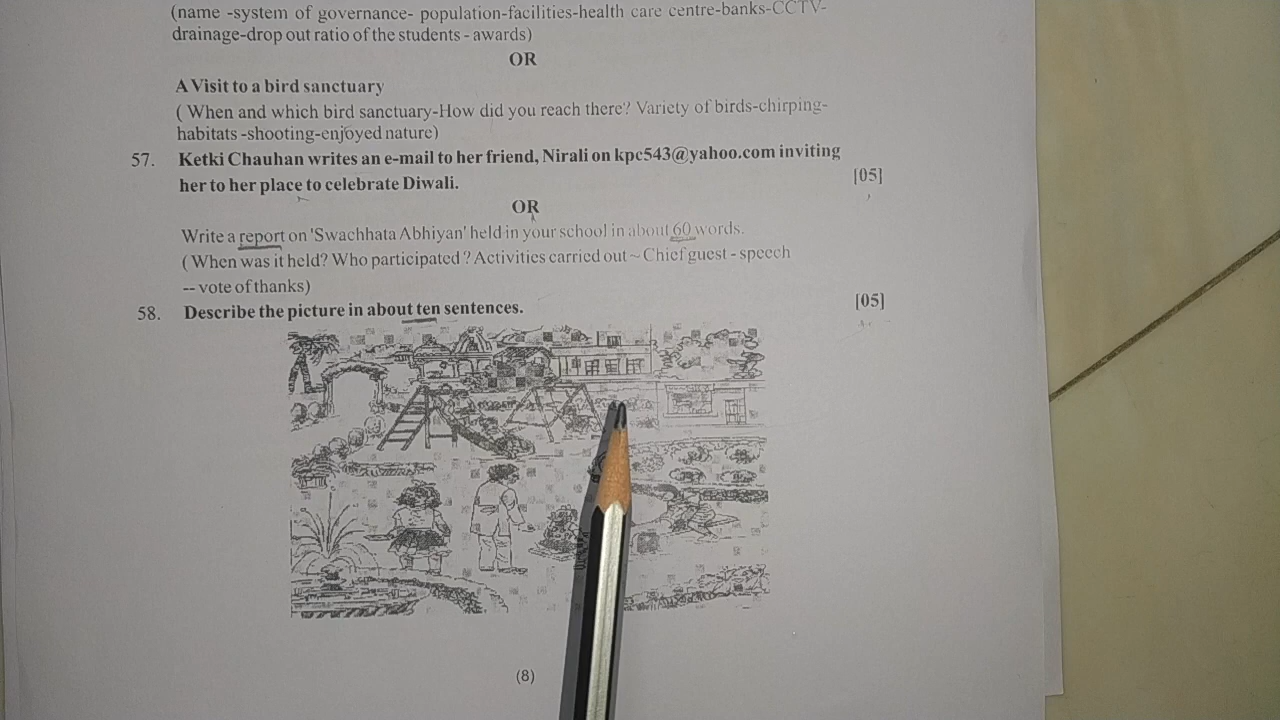 (name -system of governance- population-facilities-health care centre-banks-CCTV-
drainage-drop out ratio of the students - awards)
OR
A Visit to a bird sanctuary
( When and which bird sanctuary-How did you reach there? Variety of birds-chirping-
habitats -shooting-enjoyed nature)
57. Ketki Chauhan writes an e-mail to her friend, Nirali on kpc543@yahoo.com inviting
her to her place to celebrate Diwali. [05]
OR
Write a report on 'Swachhata Abhiyan' held in your school in about 60 words.
( When was it held? Who participated ? Activities carried out ~ Chief guest - speech
-- vote of thanks)
58. Describe the picture in about ten sentences. [05]
(8)